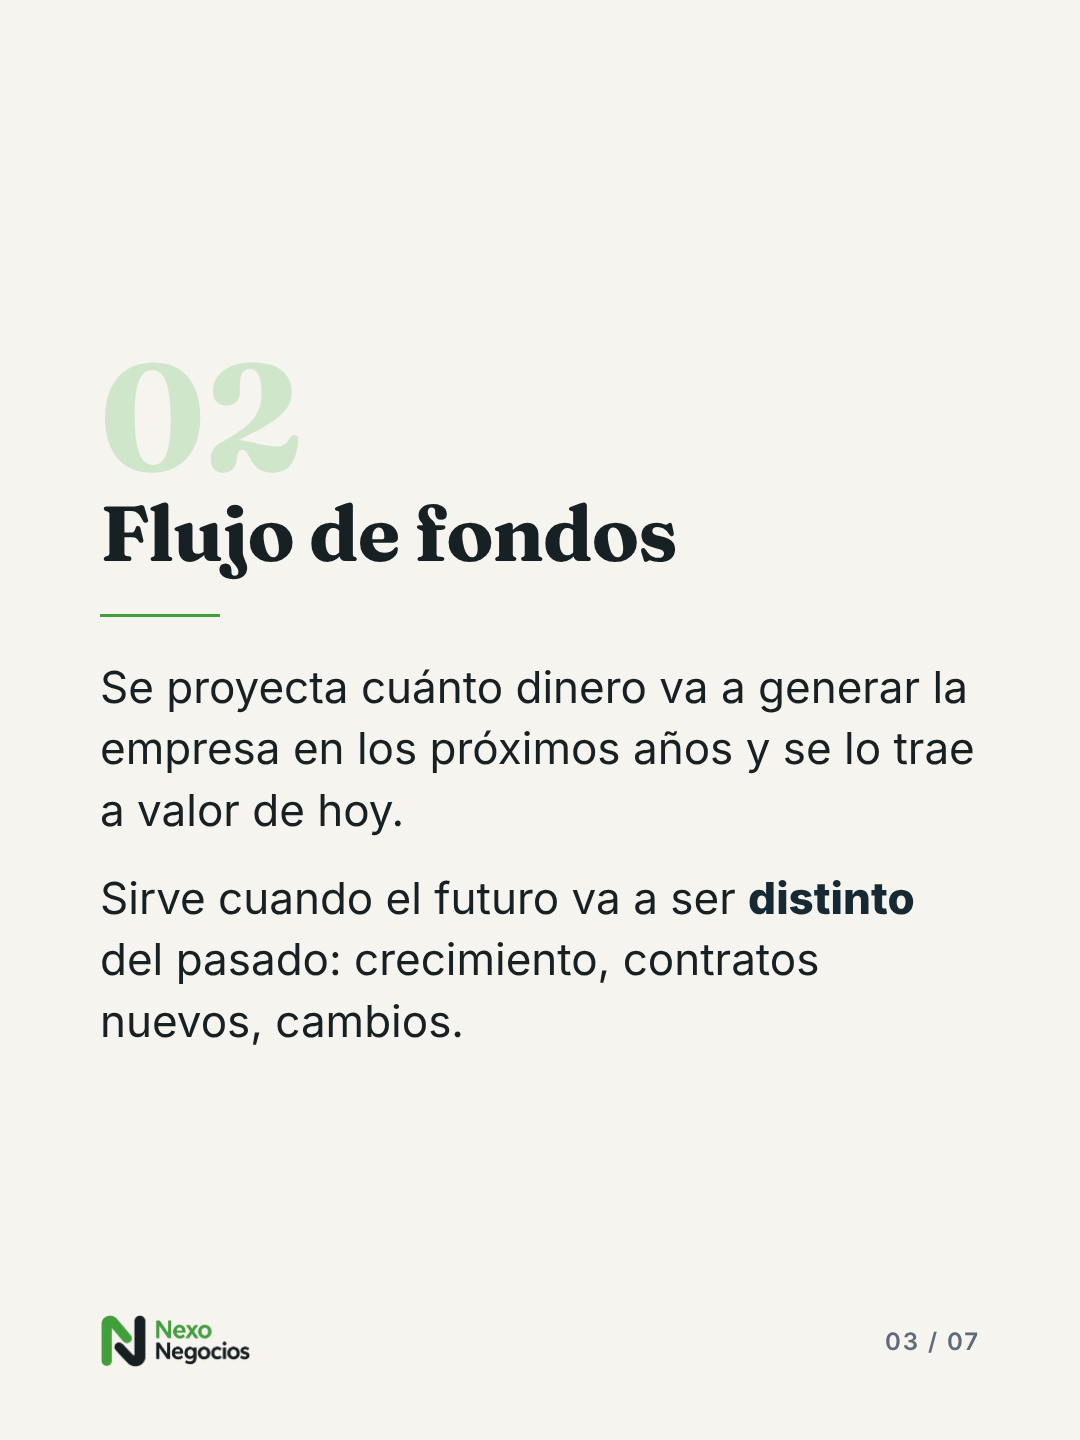 02
Flujo de fondos
Se proyecta cuánto dinero va a generar la
empresa en los próximos años y se lo trae
a valor de hoy.
Sirve cuando el futuro va a ser distinto
del pasado: crecimiento, contratos
nuevos, cambios.
Nexo
Negocios
03 / 07